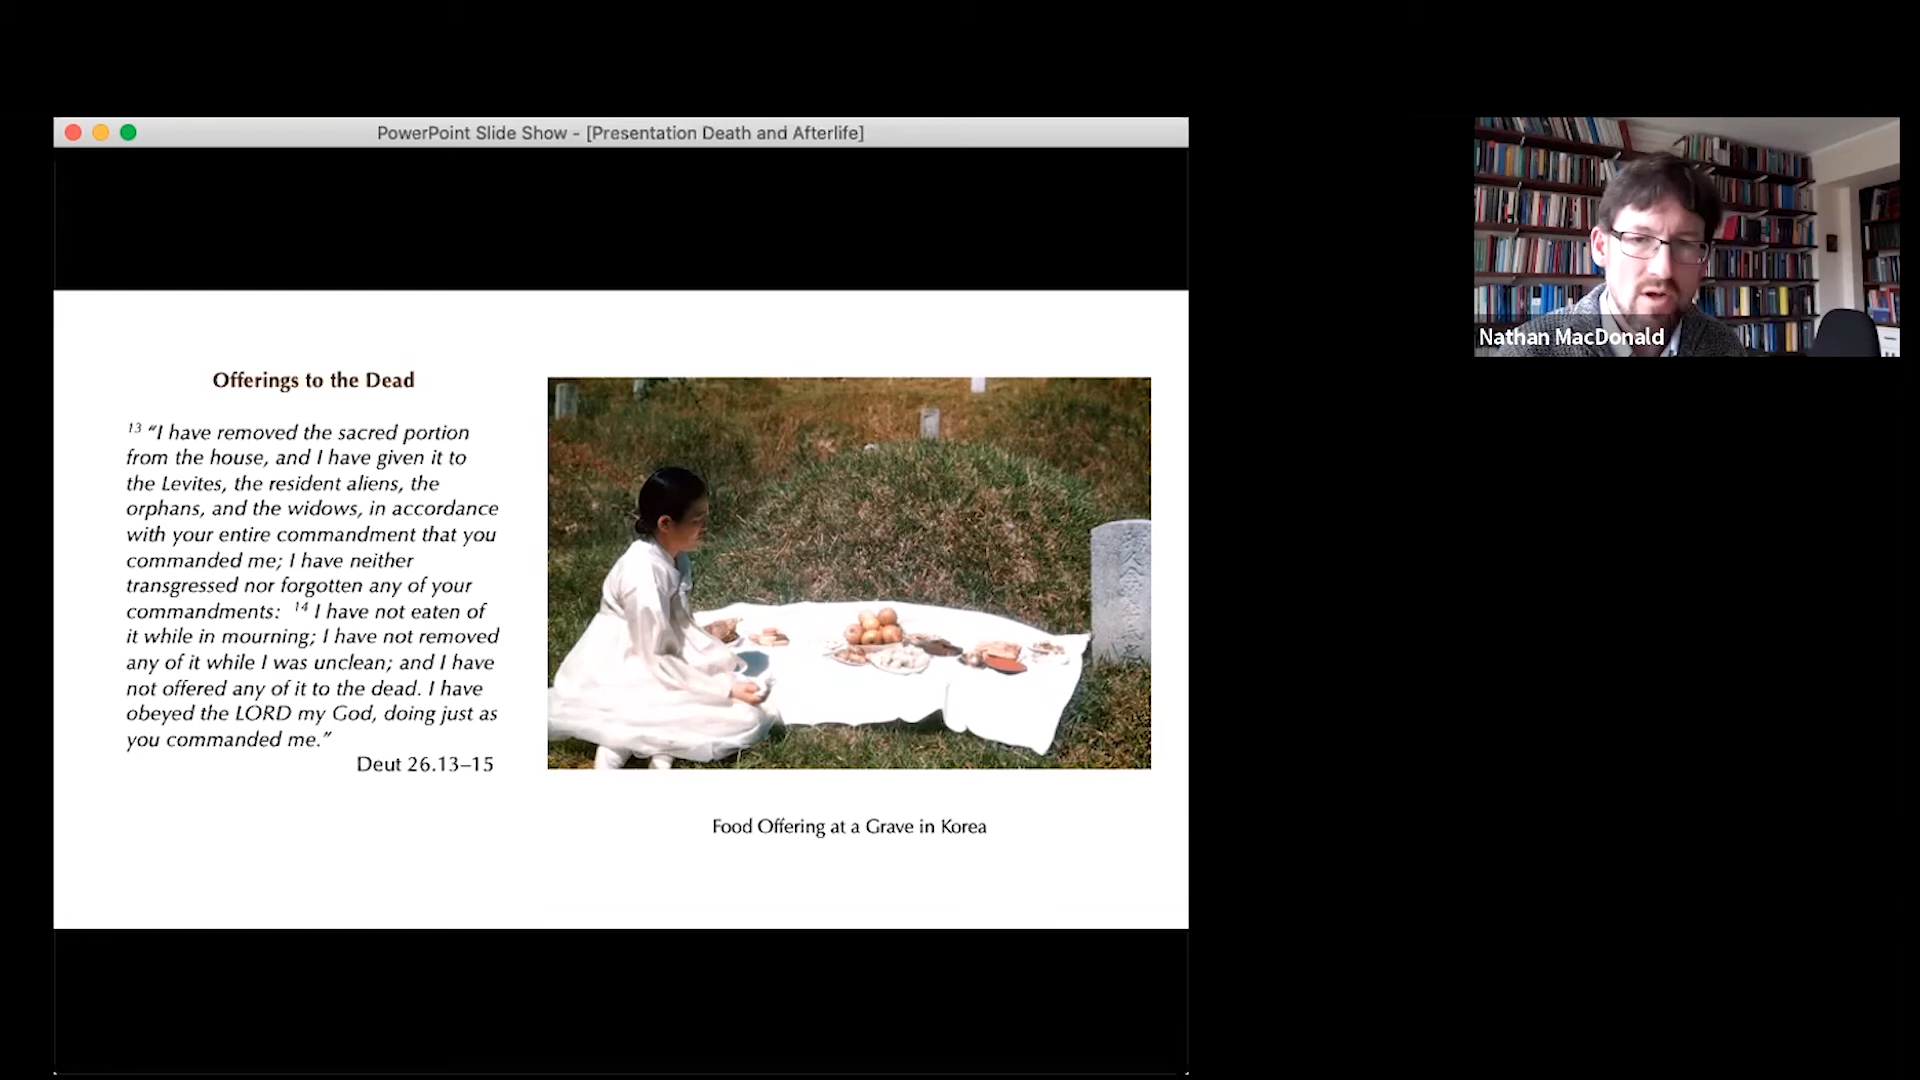 PowerPoint Slide Show - [Presentation Death and Afterlife]
Offerings to the Dead
13 “I have removed the sacred portion
from the house, and I have given it to
the Levites, the resident aliens, the
orphans, and the widows, in accordance
with your entire commandment that you
commanded me; I have neither
transgressed nor forgotten any of your
commandments: 14 I have not eaten of
it while in mourning; I have not removed
any of it while I was unclean; and I have
not offered any of it to the dead. I have
obeyed the LORD my God, doing just as
you commanded me.”
Deut 26.13–15
Food Offering at a Grave in Korea
Nathan MacDonald